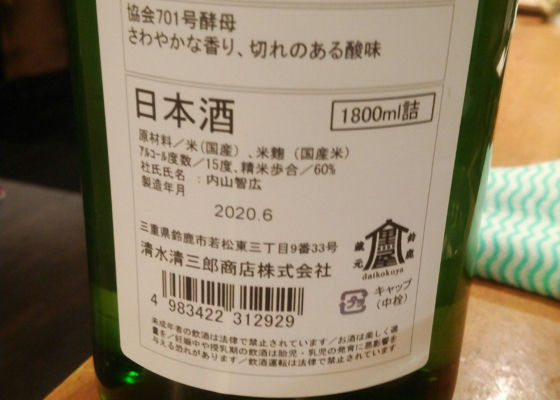 協会701号酵母
さわやかな香り、切れのある酸味
日本酒
1800ml詰
原材料／米(国産)、米麹（国産米）
ｱﾙｺｰﾙ度数／15度、精米歩合／60%
杜氏氏名　：内山智広
製造年月
2020.6
三重県鈴鹿市若松東三丁目9番33号
清水清三郎商店株式会社
鈴鹿
蔵元
daikokuya
4 983422 312929
キャップ
(中栓)
未成年者の飲酒は法律で禁止されています／お酒は楽しく適
量を／妊娠中や授乳期の飲酒は胎児・乳児の発育に悪影響を
与える恐れがあります／飲酒運転は法律で禁止されています